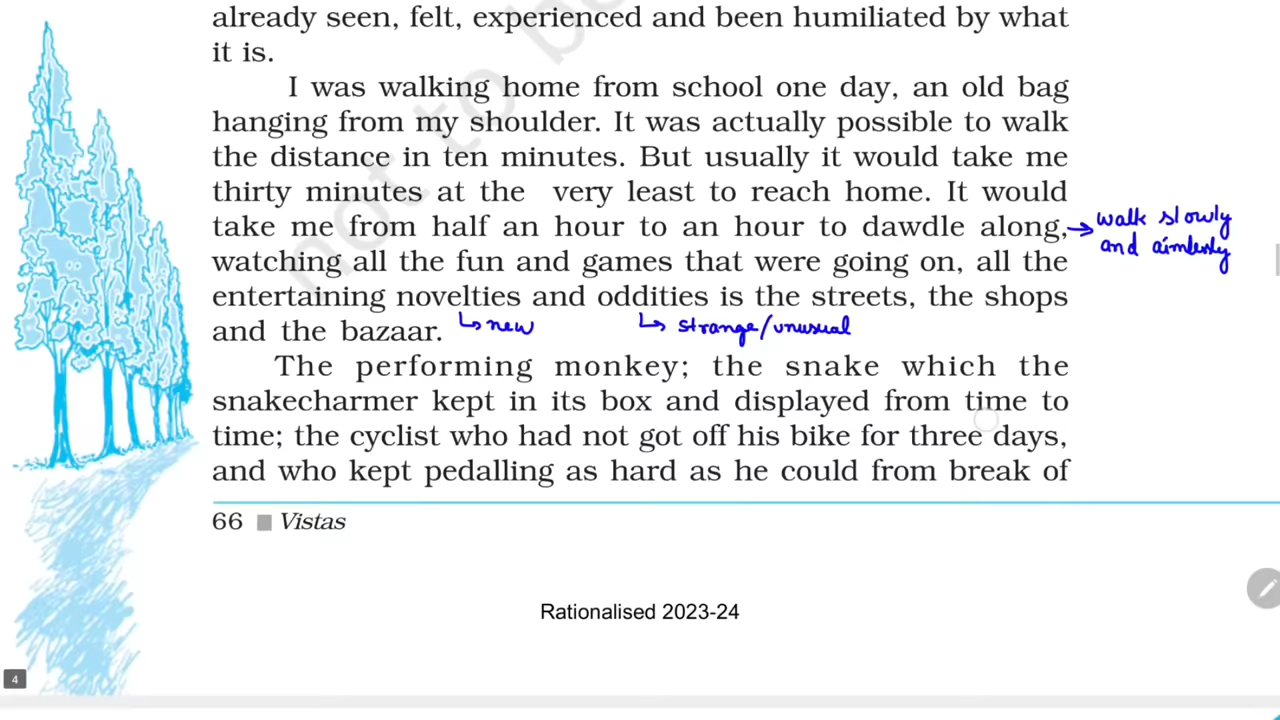 already seen, felt, experienced and been humiliated by what
it is.
I was walking home from school one day, an old bag
hanging from my shoulder. It was actually possible to walk
the distance in ten minutes. But usually it would take me
thirty minutes at the very least to reach home. It would
take me from half an hour to an hour to dawdle along,
→ walk slowly
and aimlessly
watching all the fun and games that were going on, all the
entertaining novelties and oddities is the streets, the shops
and the bazaar.
↳ new
↳ strange/unusual
The performing monkey; the snake which the
snakecharmer kept in its box and displayed from time to
time; the cyclist who had not got off his bike for three days,
and who kept pedalling as hard as he could from break of
66 ■ Vistas
Rationalised 2023-24
4
not to be